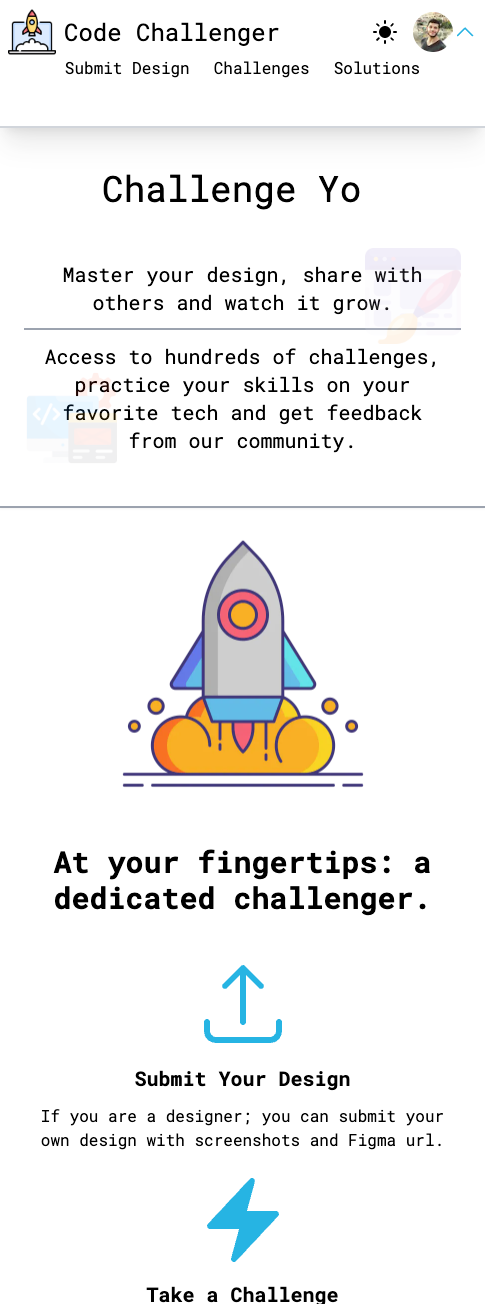 Code Challenger
Submit Design Challenges Solutions
Challenge Yo
Master your design, share with
others and watch it grow.
Access to hundreds of challenges,
practice your skills on your
favorite tech and get feedback
from our community.
</>
At your fingertips: a
dedicated challenger.
Submit Your Design
If you are a designer; you can submit your
own design with screenshots and Figma url.
Take a Challenge